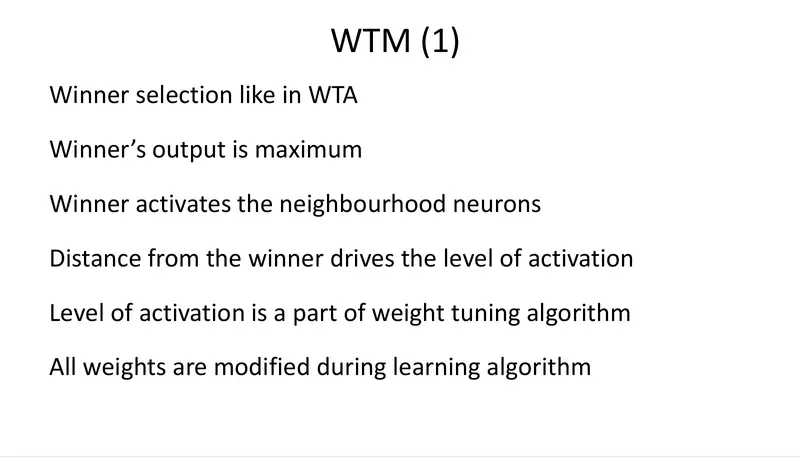 WTM (1)
Winner selection like in WTA
Winner’s output is maximum
Winner activates the neighbourhood neurons
Distance from the winner drives the level of activation
Level of activation is a part of weight tuning algorithm
All weights are modified during learning algorithm